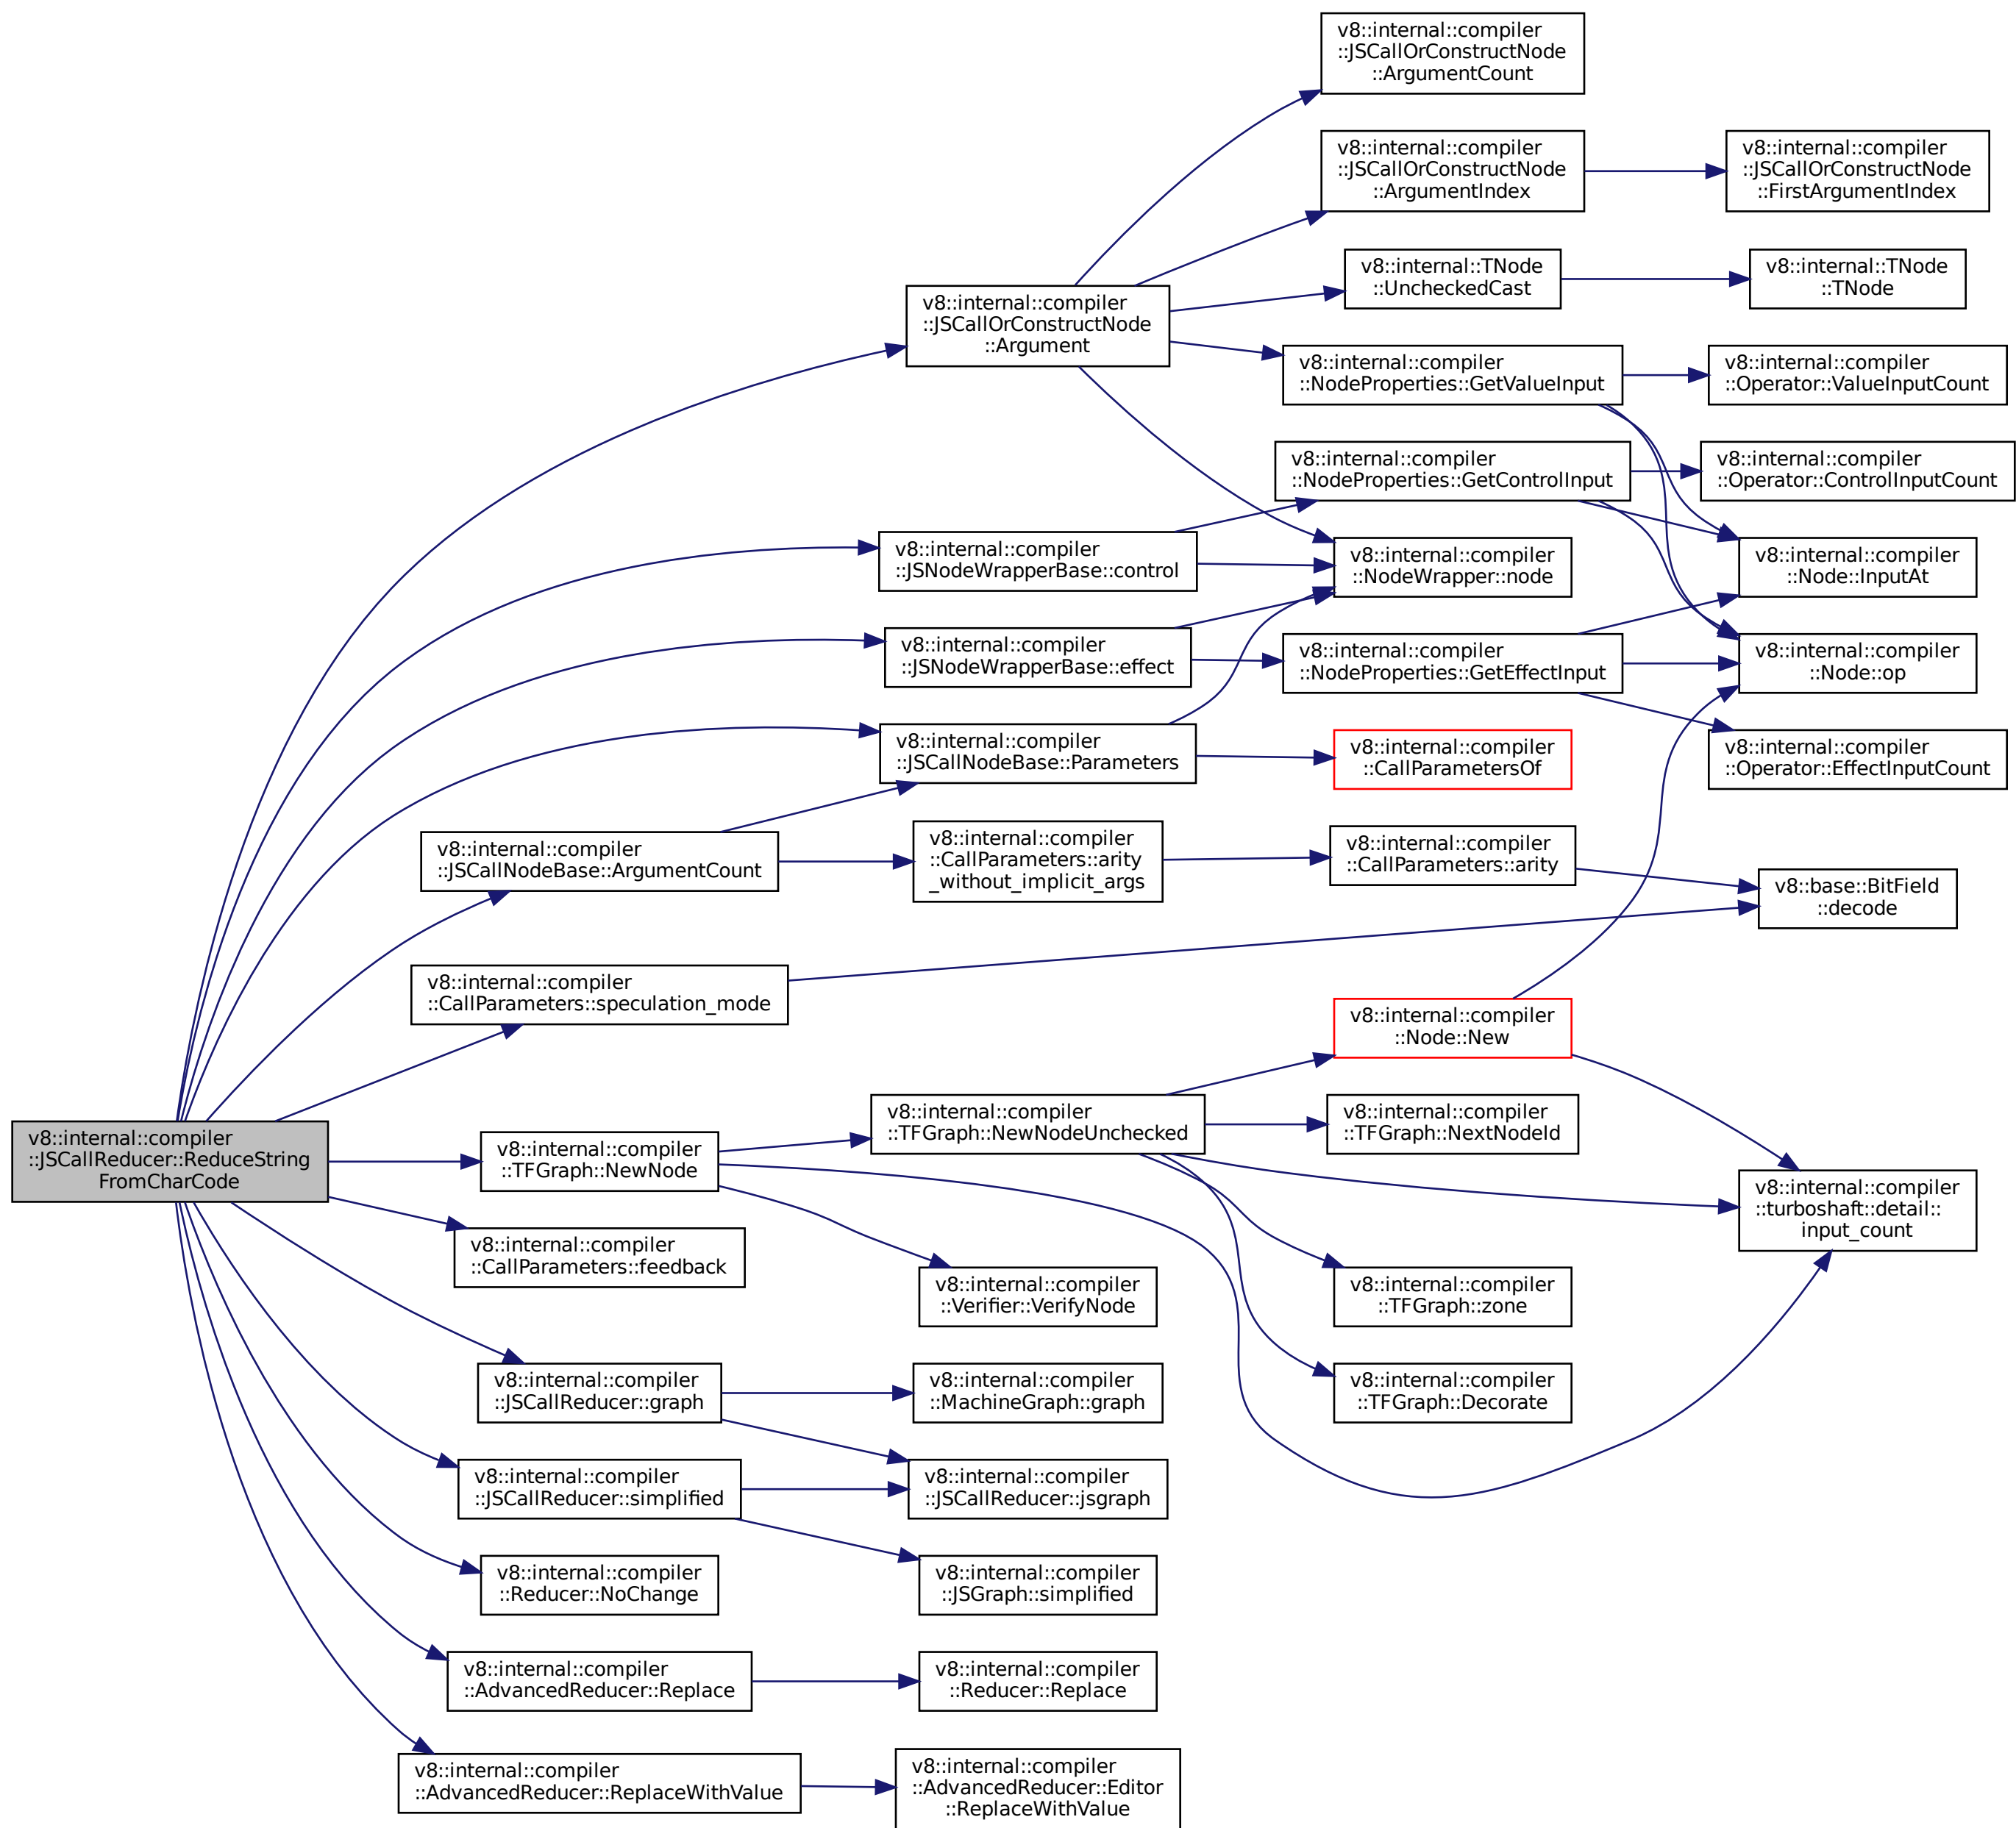 v8::internal::compiler
::JSCallReducer::ReduceString
FromCharCode
v8::internal::compiler
::JSCallOrConstructNode
::Argument
v8::internal::compiler
::JSCallOrConstructNode
::ArgumentCount
v8::internal::compiler
::JSCallOrConstructNode
::ArgumentIndex
v8::internal::compiler
::JSCallOrConstructNode
::FirstArgumentIndex
v8::internal::TNode
::UncheckedCast
v8::internal::TNode
::TNode
v8::internal::compiler
::NodeProperties::GetValueInput
v8::internal::compiler
::Operator::ValueInputCount
v8::internal::compiler
::NodeProperties::GetControlInput
v8::internal::compiler
::Operator::ControlInputCount
v8::internal::compiler
::JSNodeWrapperBase::control
v8::internal::compiler
::NodeWrapper::node
v8::internal::compiler
::Node::InputAt
v8::internal::compiler
::JSNodeWrapperBase::effect
v8::internal::compiler
::NodeProperties::GetEffectInput
v8::internal::compiler
::Node::op
v8::internal::compiler
::JSCallNodeBase::Parameters
v8::internal::compiler
::CallParametersOf
v8::internal::compiler
::Operator::EffectInputCount
v8::internal::compiler
::JSCallNodeBase::ArgumentCount
v8::internal::compiler
::CallParameters::arity
_without_implicit_args
v8::internal::compiler
::CallParameters::arity
v8::base::BitField
::decode
v8::internal::compiler
::CallParameters::speculation_mode
v8::internal::compiler
::Node::New
v8::internal::compiler
::TFGraph::NewNode
v8::internal::compiler
::TFGraph::NewNodeUnchecked
v8::internal::compiler
::TFGraph::NextNodeId
v8::internal::compiler
::turboshaft::detail::
input_count
v8::internal::compiler
::CallParameters::feedback
v8::internal::compiler
::Verifier::VerifyNode
v8::internal::compiler
::TFGraph::zone
v8::internal::compiler
::JSCallReducer::graph
v8::internal::compiler
::MachineGraph::graph
v8::internal::compiler
::TFGraph::Decorate
v8::internal::compiler
::JSCallReducer::simplified
v8::internal::compiler
::JSCallReducer::jsgraph
v8::internal::compiler
::Reducer::NoChange
v8::internal::compiler
::JSGraph::simplified
v8::internal::compiler
::AdvancedReducer::Replace
v8::internal::compiler
::Reducer::Replace
v8::internal::compiler
::AdvancedReducer::ReplaceWithValue
v8::internal::compiler
::AdvancedReducer::Editor
::ReplaceWithValue